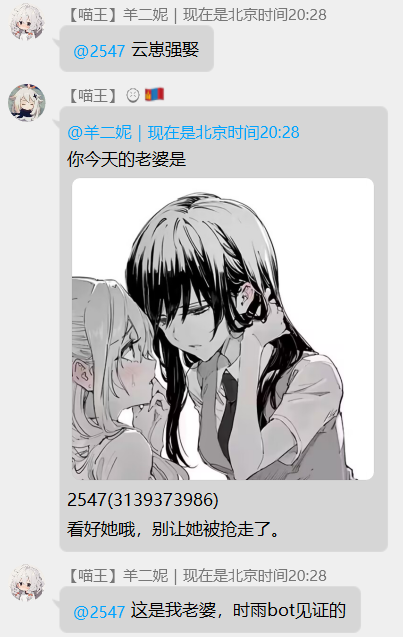 【喵王】羊二妮 | 现在是北京时间20:28
@2547 云崽强娶
【喵王】
@羊二妮 | 现在是北京时间20:28
你今天的老婆是
2547(3139373986)
看好她哦，别让她被抢走了。
【喵王】羊二妮 | 现在是北京时间20:28
@2547 这是我老婆，时雨bot见证的